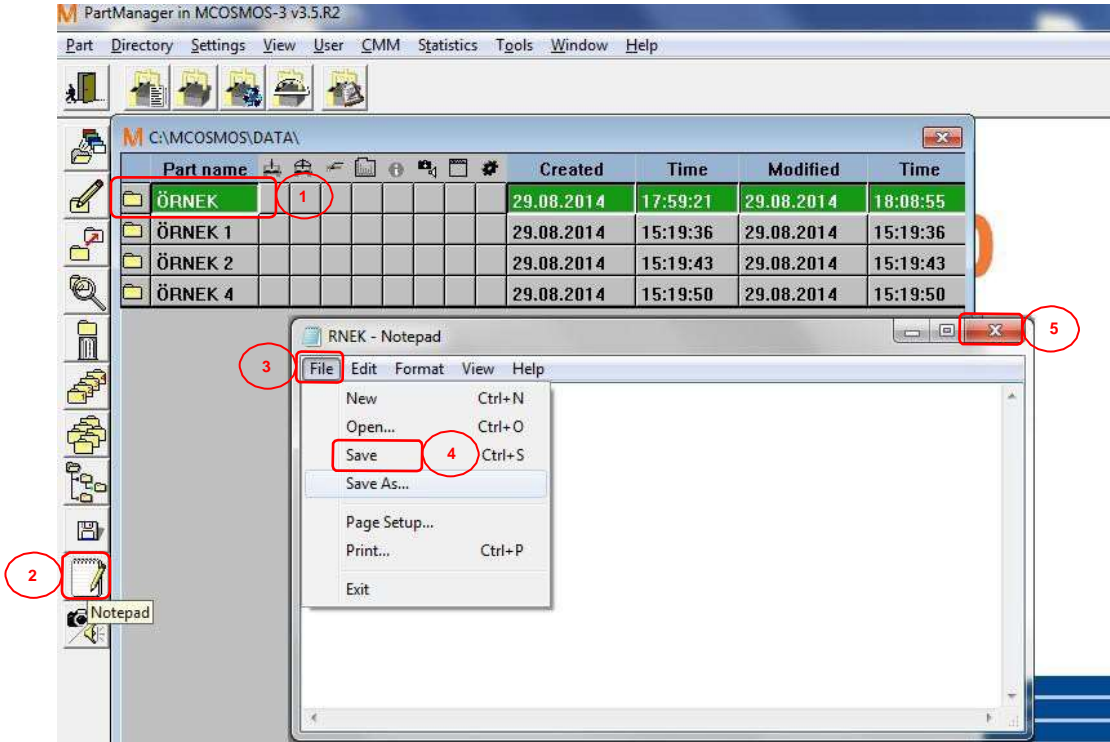 PartManager in MCOSMOS-3 v3.5.R2
Part Directory Settings View User CMM Statistics Tools Window Help
C:\MCOSMOS\DATA\
Part name Created Time Modified Time
ÖRNEK 1 29.08.2014 17:59:21 29.08.2014 18:08:55
ÖRNEK 1 29.08.2014 15:19:36 29.08.2014 15:19:36
ÖRNEK 2 29.08.2014 15:19:43 29.08.2014 15:19:43
ÖRNEK 4 29.08.2014 15:19:50 29.08.2014 15:19:50
RNEK - Notepad
5
3
File Edit Format View Help
New Ctrl+N
Open... Ctrl+O
Save 4 Ctrl+S
Save As...
Page Setup...
Print... Ctrl+P
Exit
2
Notepad